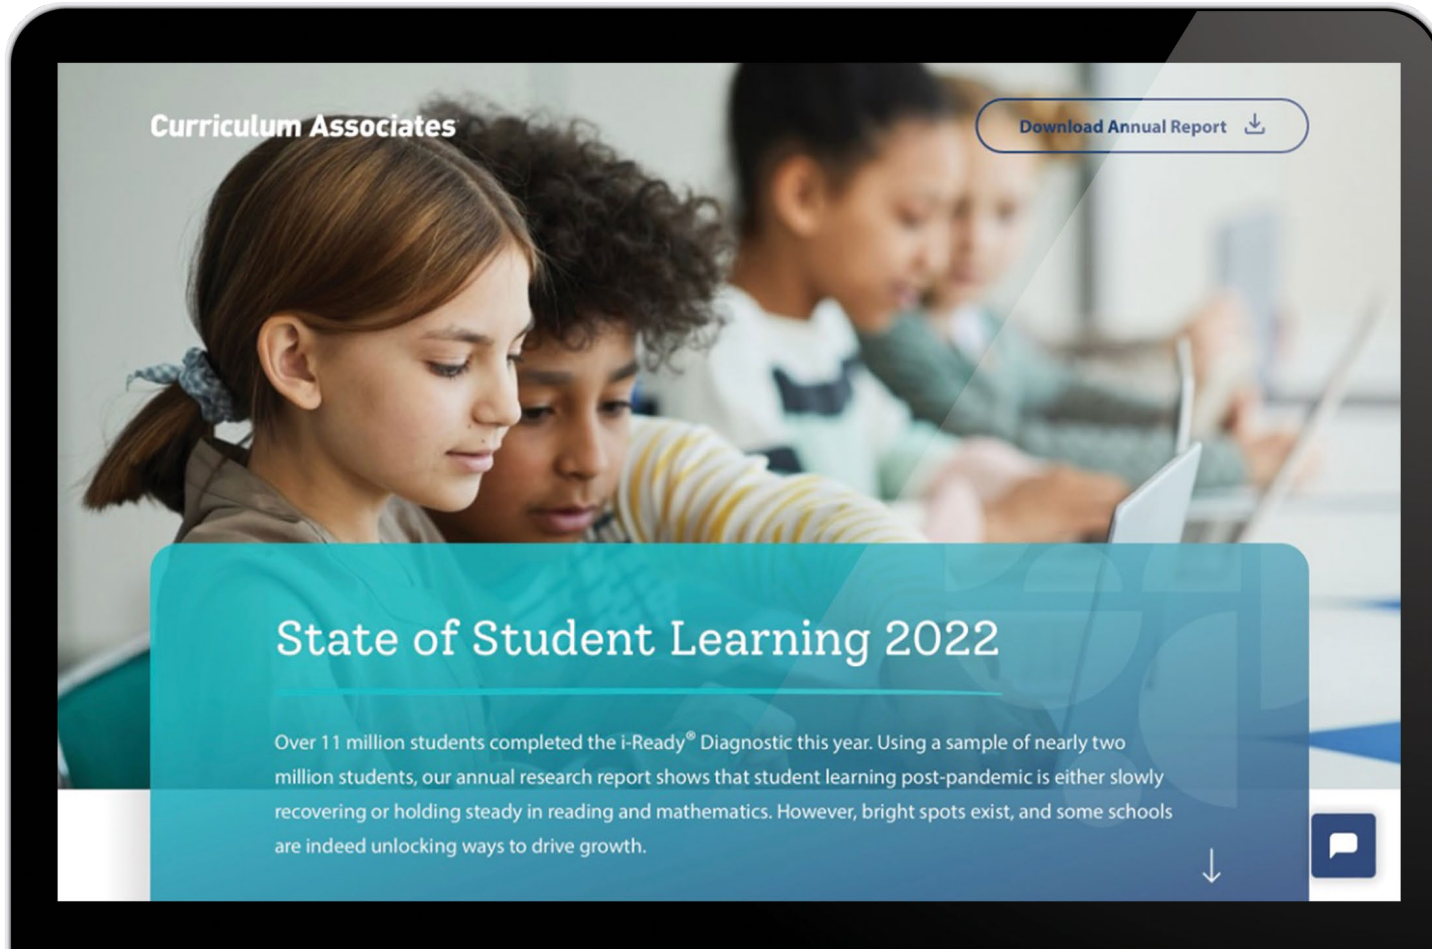 Curriculum Associates
Download Annual Report
State of Student Learning 2022
Over 11 million students completed the i-Ready® Diagnostic this year. Using a sample of nearly two
million students, our annual research report shows that student learning post-pandemic is either slowly
recovering or holding steady in reading and mathematics. However, bright spots exist, and some schools
are indeed unlocking ways to drive growth.